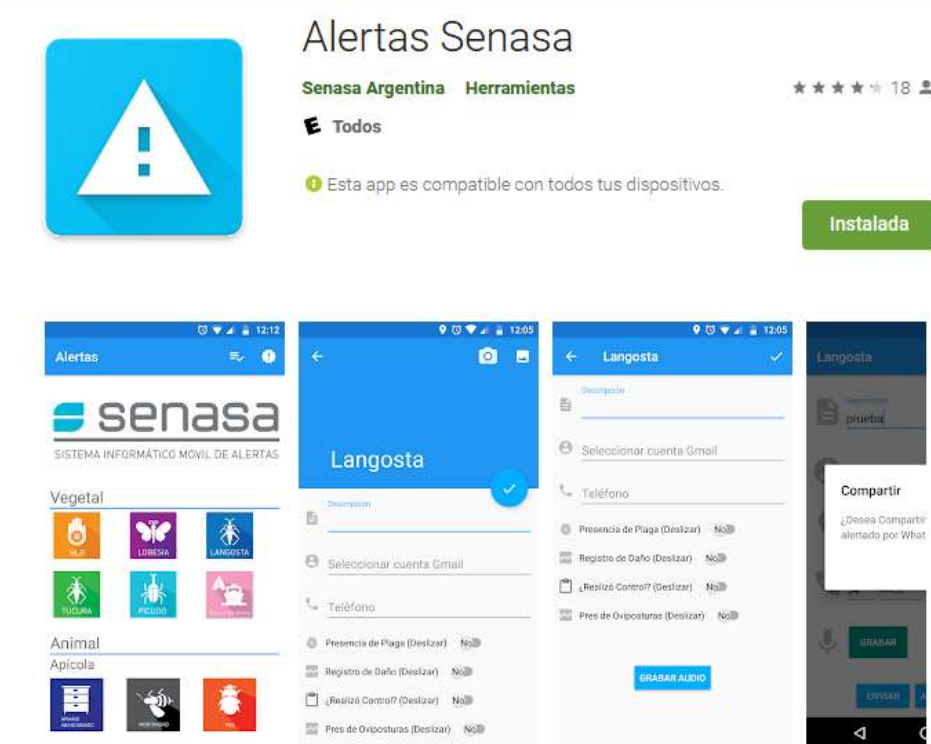 Alertas Senasa
Senasa Argentina Herramientas
18
E Todos
Esta app es compatible con todos tus dispositivos.
Instalada
12:12
Alertas
senasa
SISTEMA INFORMÁTICO MOVIL DE ALERTAS
Vegetal
HLB LOBESIA LANGOSTA
TUCURA PICUDO
Animal
Apícola
12:05
Langosta
Descripción
Seleccionar cuenta Gmail
Teléfono
Presencia de Plaga (Deslizar) No
Registro de Daño (Deslizar) No
¿Realizó Control? (Deslizar) No
Pres de Oviposturas (Deslizar) No
12:05
Langosta
Descripción
Seleccionar cuenta Gmail
Teléfono
Presencia de Plaga (Deslizar) No
Registro de Daño (Deslizar) No
¿Realizó Control? (Deslizar) No
Pres de Oviposturas (Deslizar) No
GRABAR AUDIO
Langosta
prueba
Compartir
¿Desea Compartir
alertado por What
GRABAR
ENVIAR